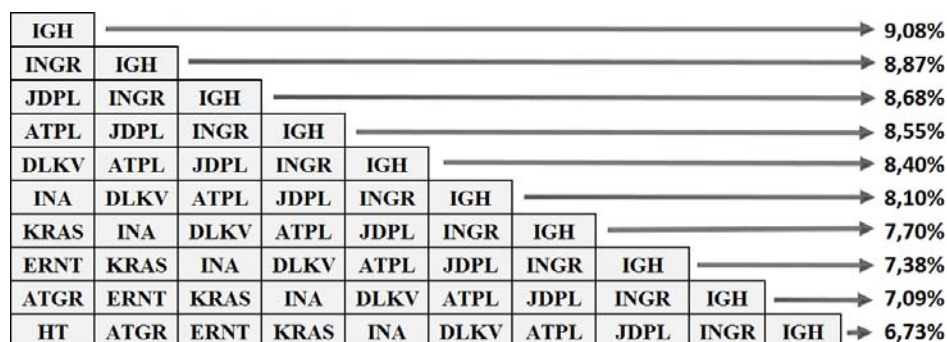 IGH 9,08%
INGR IGH 8,87%
JDPL INGR IGH 8,68%
ATPL JDPL INGR IGH 8,55%
DLKV ATPL JDPL INGR IGH 8,40%
INA DLKV ATPL JDPL INGR IGH 8,10%
KRAS INA DLKV ATPL JDPL INGR IGH 7,70%
ERNT KRAS INA DLKV ATPL JDPL INGR IGH 7,38%
ATGR ERNT KRAS INA DLKV ATPL JDPL INGR IGH 7,09%
HT ATGR ERNT KRAS INA DLKV ATPL JDPL INGR IGH 6,73%